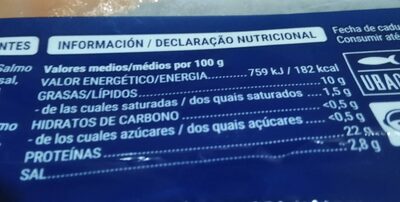 NTES
INFORMACIÓN / DECLARAÇÃO NUTRICIONAL
Fecha de cadu
Consumir até
Salmo
sal,
Valores medios/médios por 100 g
VALOR ENERGÉTICO/ENERGIA..........759 kJ / 182 kcal
GRASAS/LÍPIDOS..........10 g
- de las cuales saturadas / dos quais saturados..........1,5 g
HIDRATOS DE CARBONO..........<0,5 g
- de los cuales azúcares / dos quais açúcares..........<0,5 g
PROTEÍNAS..........22 g
SAL..........2,8 g
UBAG